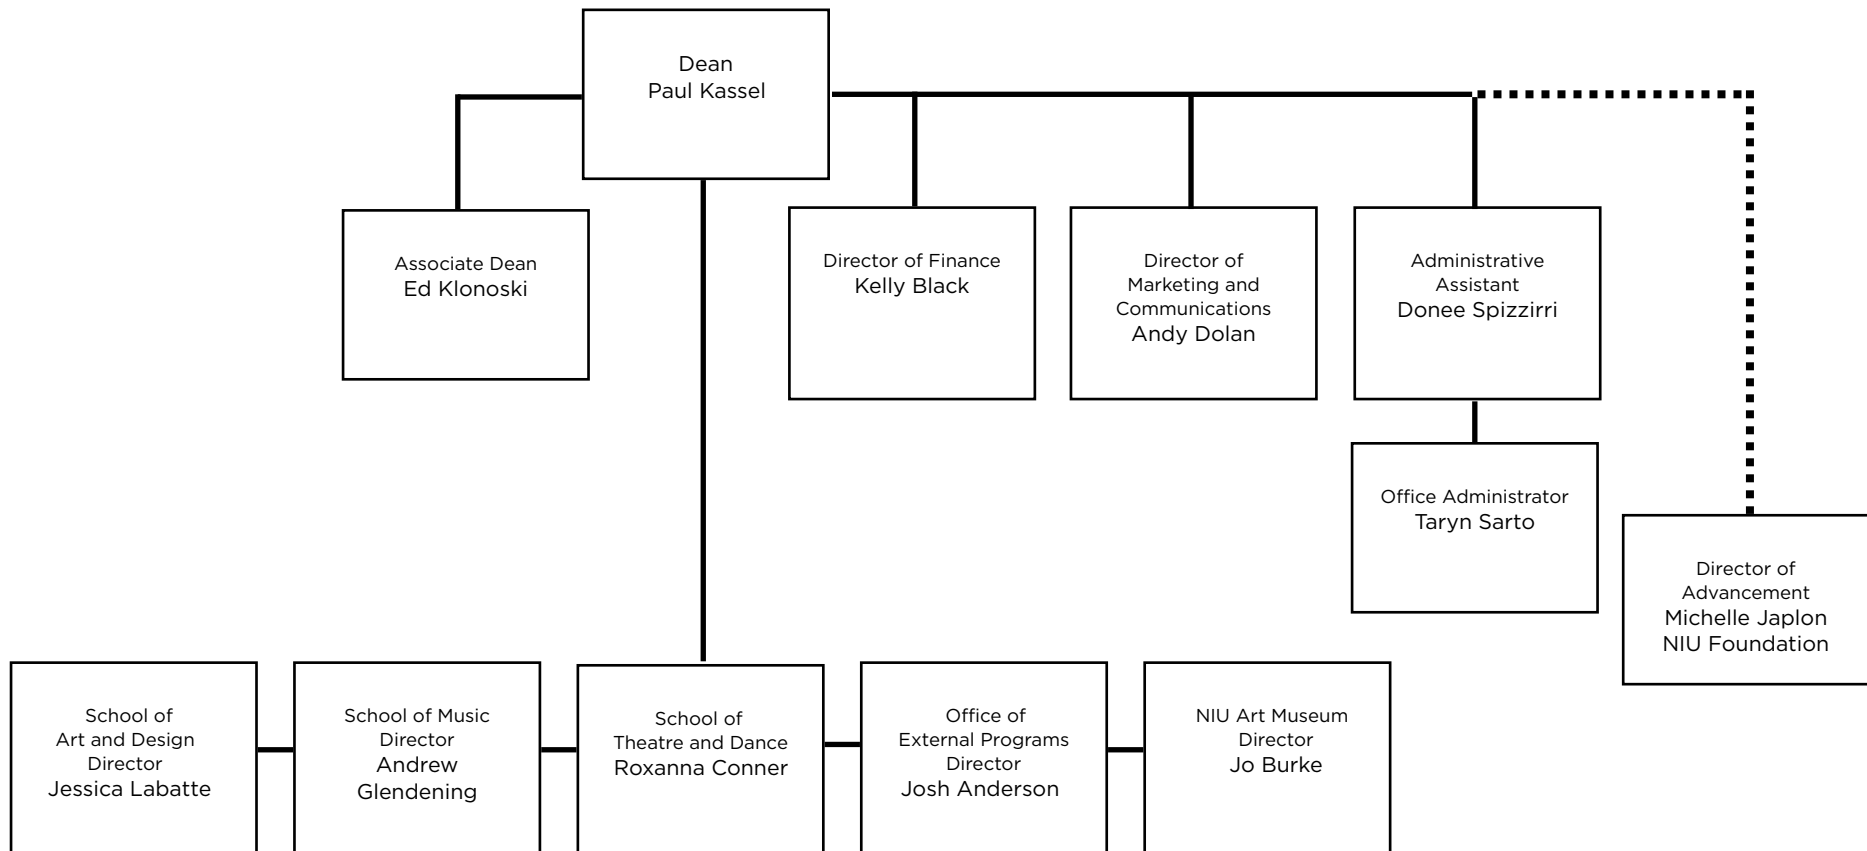 Dean
Paul Kassel
Associate Dean
Ed Klonoski
Director of Finance
Kelly Black
Director of
Marketing and
Communications
Andy Dolan
Administrative
Assistant
Donee Spizzirri
Office Administrator
Taryn Sarto
Director of
Advancement
Michelle Japlon
NIU Foundation
School of
Art and Design
Director
Jessica Labatte
School of Music
Director
Andrew
Glendening
School of
Theatre and Dance
Roxanna Conner
Office of
External Programs
Director
Josh Anderson
NIU Art Museum
Director
Jo Burke